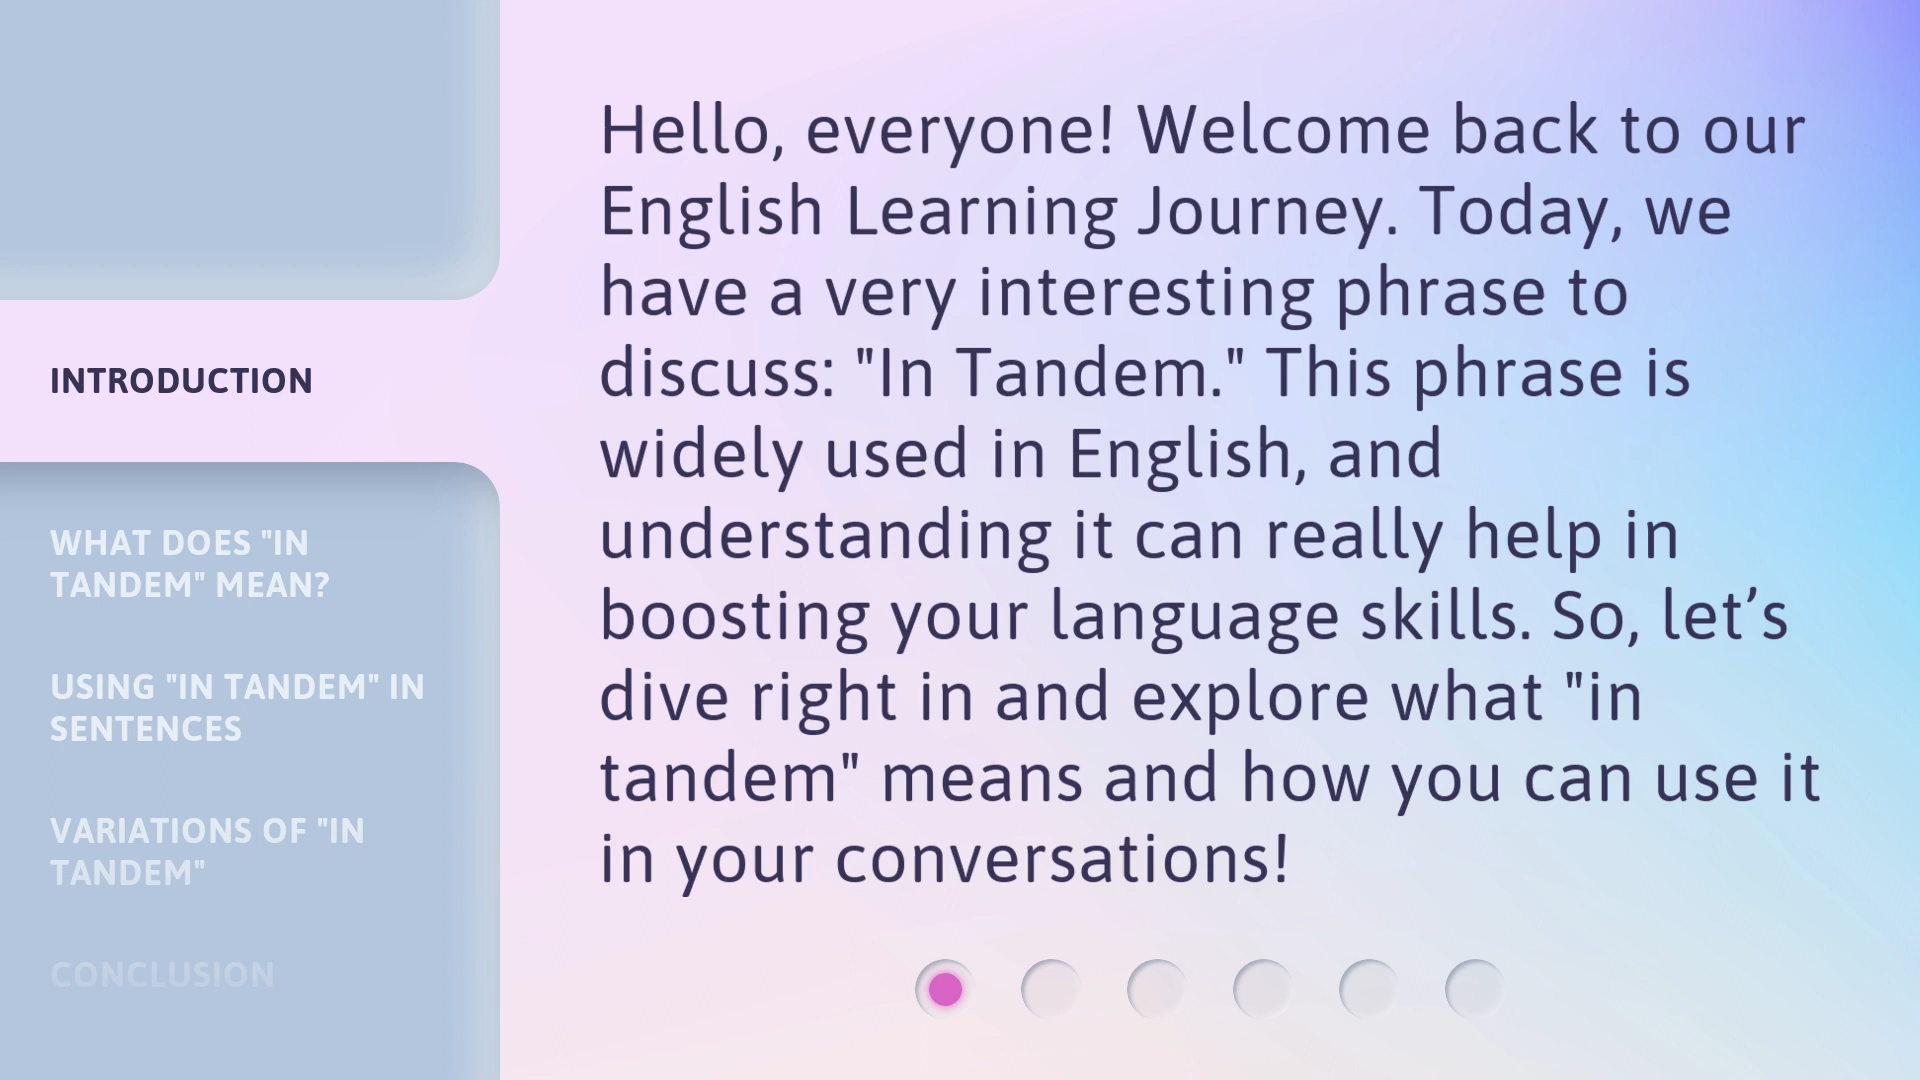 INTRODUCTION
WHAT DOES "IN
TANDEM" MEAN?
USING "IN TANDEM" IN
SENTENCES
VARIATIONS OF "IN
TANDEM"
CONCLUSION
Hello, everyone! Welcome back to our
English Learning Journey. Today, we
have a very interesting phrase to
discuss: "In Tandem." This phrase is
widely used in English, and
understanding it can really help in
boosting your language skills. So, let’s
dive right in and explore what "in
tandem" means and how you can use it
in your conversations!